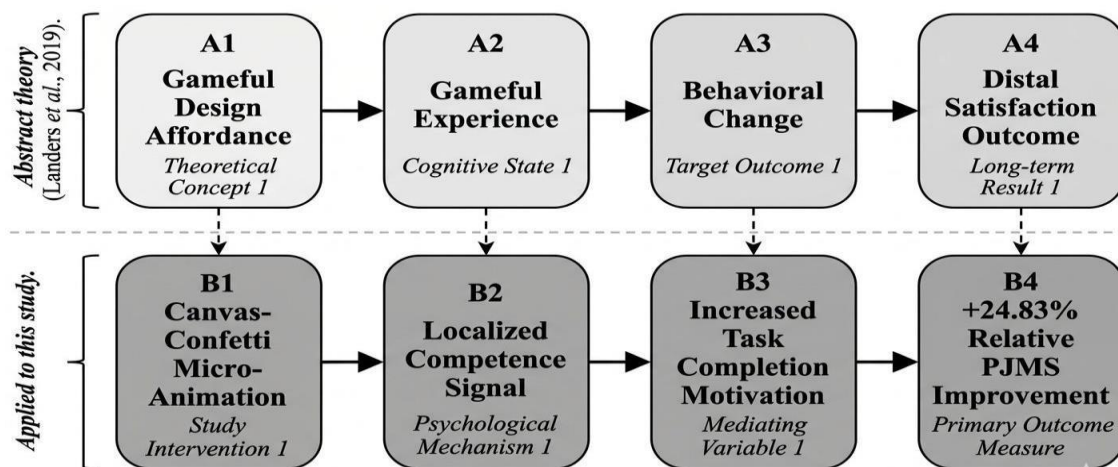 Abstract theory
(Landers et al., 2019).
A1
Gameful
Design
Affordance
Theoretical
Concept 1
A2
Gameful
Experience
Cognitive State 1
A3
Behavioral
Change
Target Outcome 1
A4
Distal
Satisfaction
Outcome
Long-term
Result 1
Applied to this study.
B1
Canvas-
Confetti
Micro-
Animation
Study
Intervention 1
B2
Localized
Competence
Signal
Psychological
Mechanism 1
B3
Increased
Task
Completion
Motivation
Mediating
Variable 1
B4
+24.83%
Relative
PJMS
Improvement
Primary Outcome
Measure